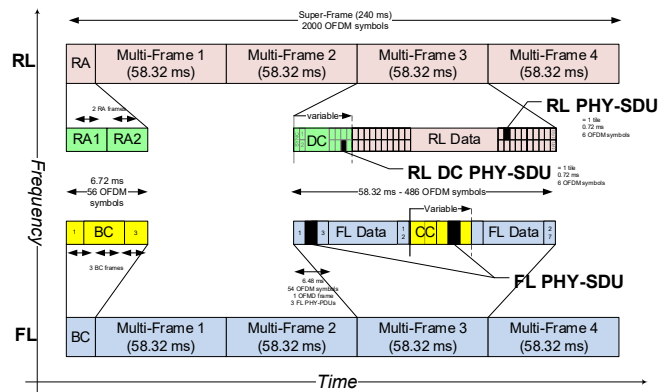 Super-Frame (240 ms)
2000 OFDM symbols
RL
RA
Multi-Frame 1
(58.32 ms)
Multi-Frame 2
(58.32 ms)
Multi-Frame 3
(58.32 ms)
Multi-Frame 4
(58.32 ms)
2 RA frames
variable
RA1
RA2
DC
RL Data
RL PHY-SDU
= 1 tile
0.72 ms
6 OFDM symbols
RL DC PHY-SDU
= 1 tile
0.72 ms
6 OFDM symbols
6.72 ms
56 OFDM
symbols
58.32 ms - 486 OFDM symbols
Frequency
Variable
1
BC
3
1
3
FL Data
1
2
CC
FL Data
2
7
3 BC frames
FL PHY-SDU
6.48 ms
54 OFDM symbols
1 OFMD frame
3 FL PHY-PDUs
FL
BC
Multi-Frame 1
(58.32 ms)
Multi-Frame 2
(58.32 ms)
Multi-Frame 3
(58.32 ms)
Multi-Frame 4
(58.32 ms)
Time